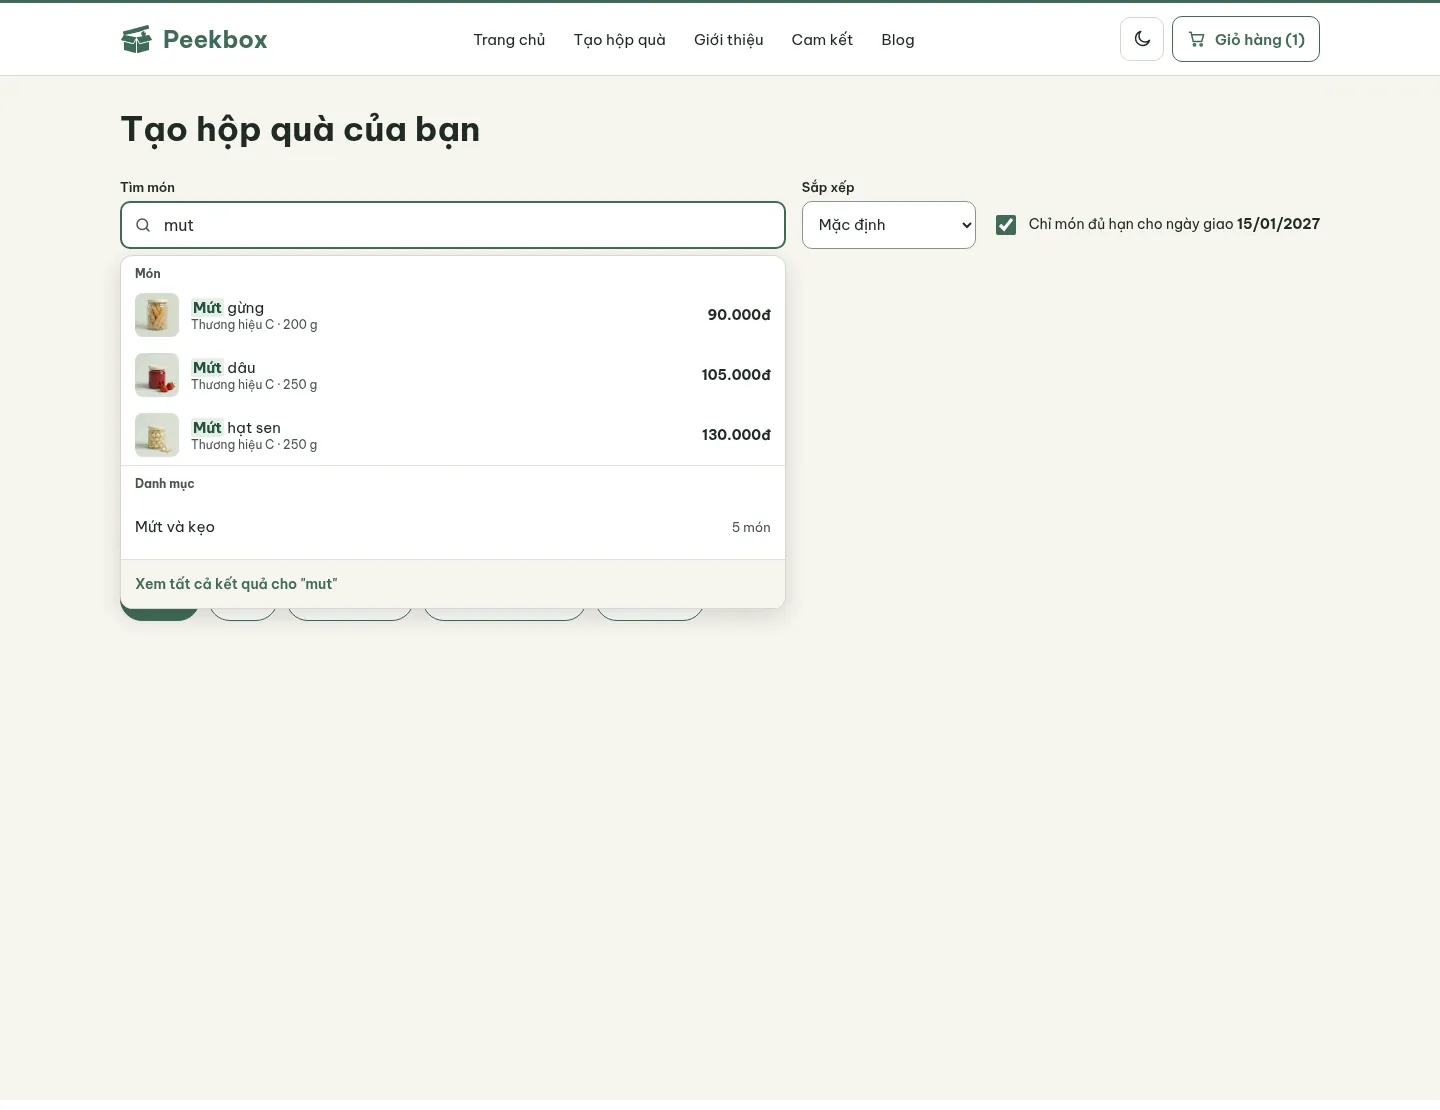 Peekbox
Trang chủ
Tạo hộp quà
Giới thiệu
Cam kết
Blog
Giỏ hàng (1)
Tạo hộp quà của bạn
Tìm món
mut
Sắp xếp
Mặc định
Chỉ món đủ hạn cho ngày giao 15/01/2027
Món
Mứt gừng
Thương hiệu C · 200 g
90.000đ
Mứt dâu
Thương hiệu C · 250 g
105.000đ
Mứt hạt sen
Thương hiệu C · 250 g
130.000đ
Danh mục
Mứt và kẹo
5 món
Xem tất cả kết quả cho "mut"